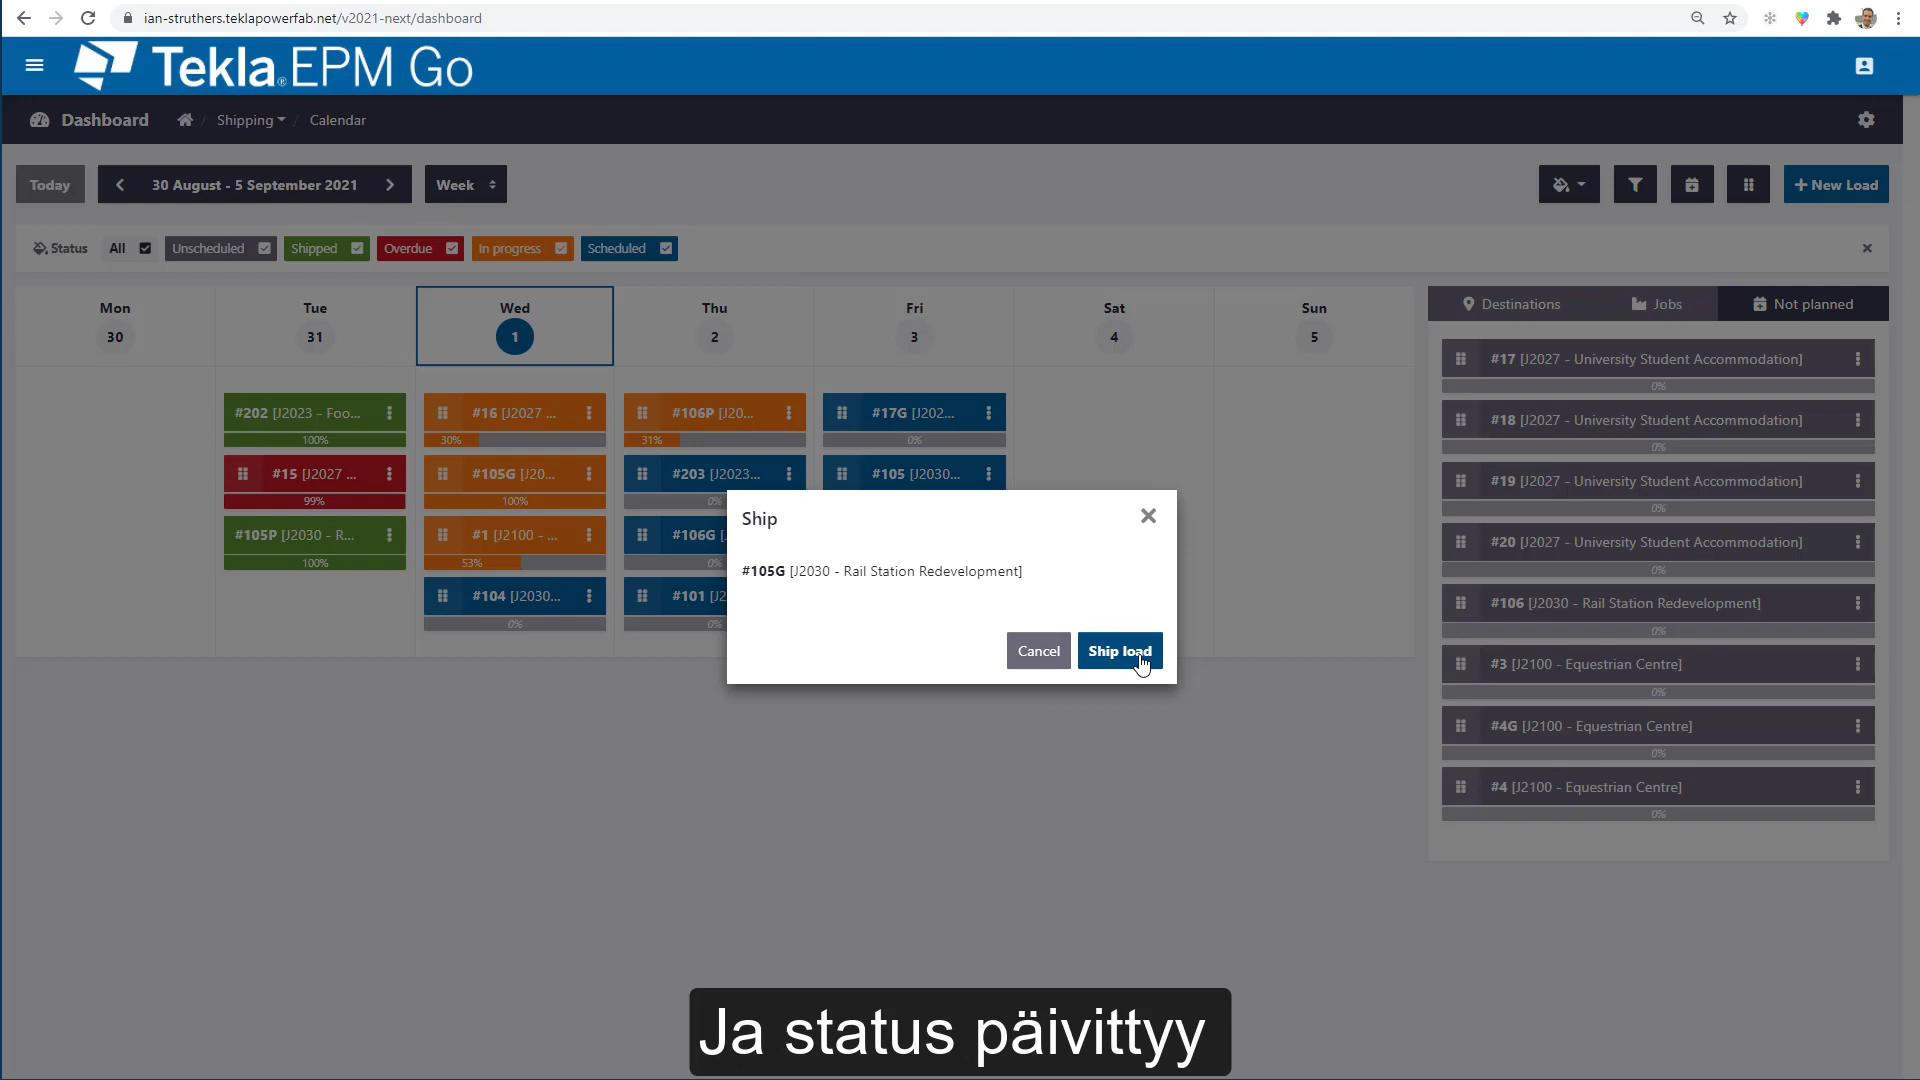 ian-struthers.teklapowerfab.net/v2021-next/dashboard
Tekla® EPM Go
Dashboard / Shipping / Calendar
Today 30 August - 5 September 2021 Week New Load
Status All Unscheduled Shipped Overdue In progress Scheduled
Mon Tue Wed Thu Fri Sat Sun
30 31 1 2 3 4 5
Destinations Jobs Not planned
#202 [J2023 - Foo... #16 [J2027 ... #106P [J20... #17G [J202...
100% 30% 31% 0%
#15 [J2027 ... #105G [J20... #203 [J2023... #105 [J2030...
99% 100% 0%
#105P [J2030 - R... #1 [J2100 - ... #106G [J
100% 53% 0%
#104 [J2030... #101 [J2
0% 0%
#17 [J2027 - University Student Accommodation]
0%
#18 [J2027 - University Student Accommodation]
0%
#19 [J2027 - University Student Accommodation]
0%
#20 [J2027 - University Student Accommodation]
0%
#106 [J2030 - Rail Station Redevelopment]
0%
#3 [J2100 - Equestrian Centre]
0%
#4G [J2100 - Equestrian Centre]
0%
#4 [J2100 - Equestrian Centre]
0%
Ship
#105G [J2030 - Rail Station Redevelopment]
Cancel Ship load
Ja status päivittyy